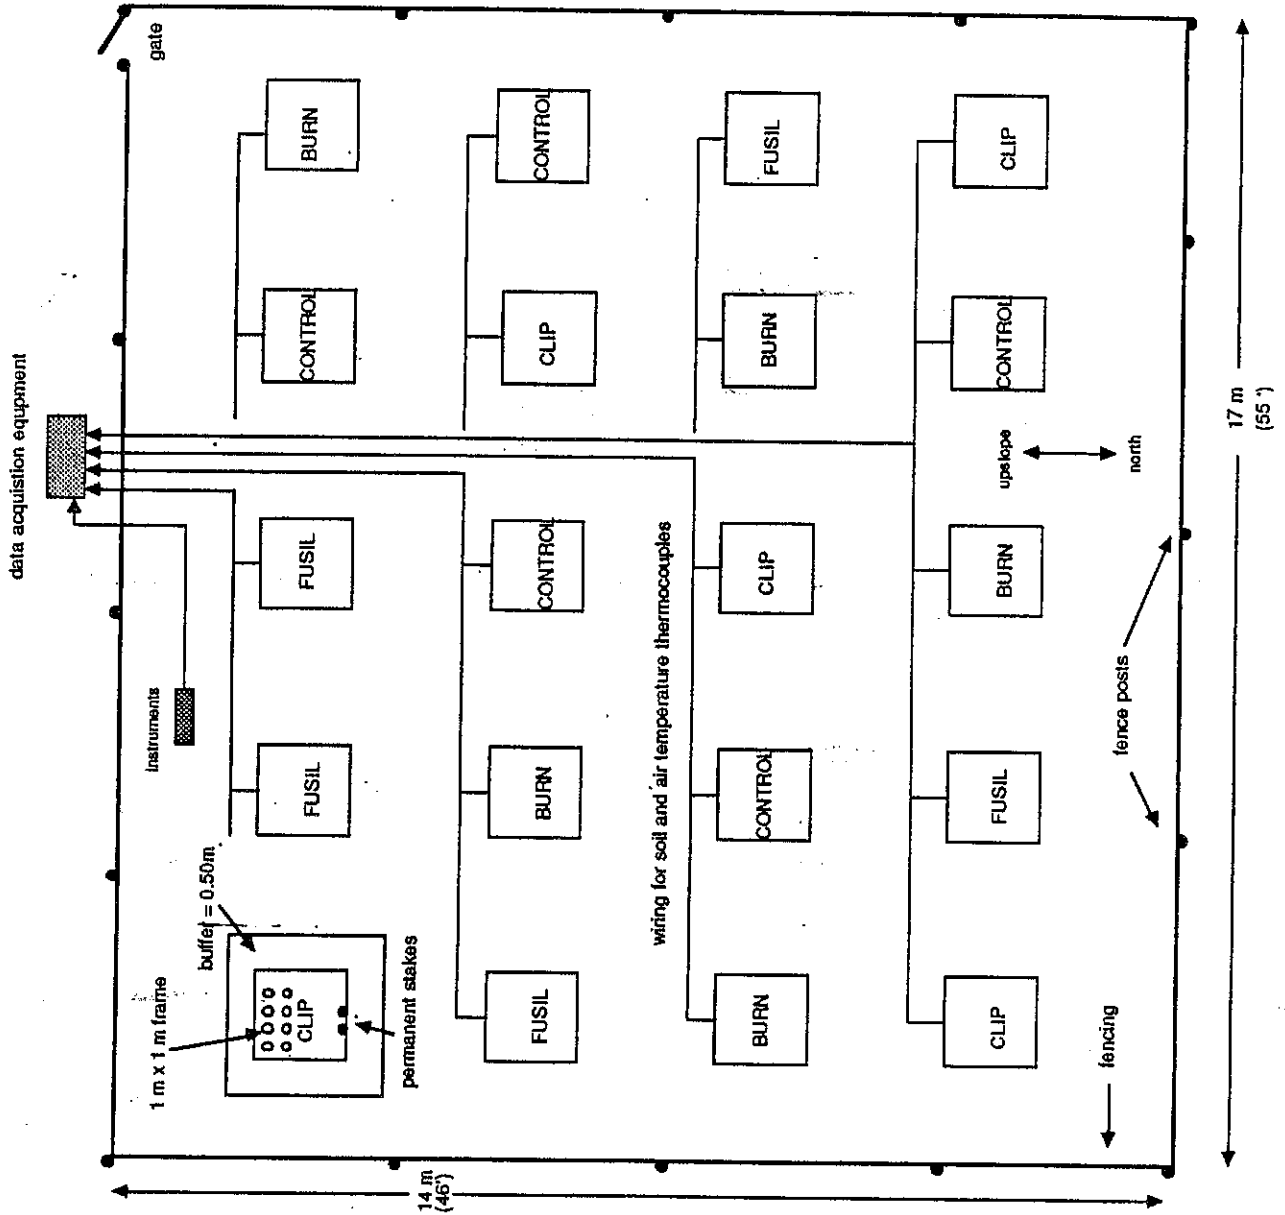 data acquistion equpment
gate
instruments
1 m x 1 m frame
buffer = 0.50m
CLIP
permanent stakes
FUSIL
FUSIL
CONTROL
BURN
FUSIL
BURN
CONTROL
CLIP
CONTROL
wiring for soil and air temperature thermocouples
BURN
CONTROL
CLIP
BURN
FUSIL
CLIP
FUSIL
BURN
CONTROL
CLIP
upslope
north
fencing
fence posts
14 m
(46')
17 m
(55 ')